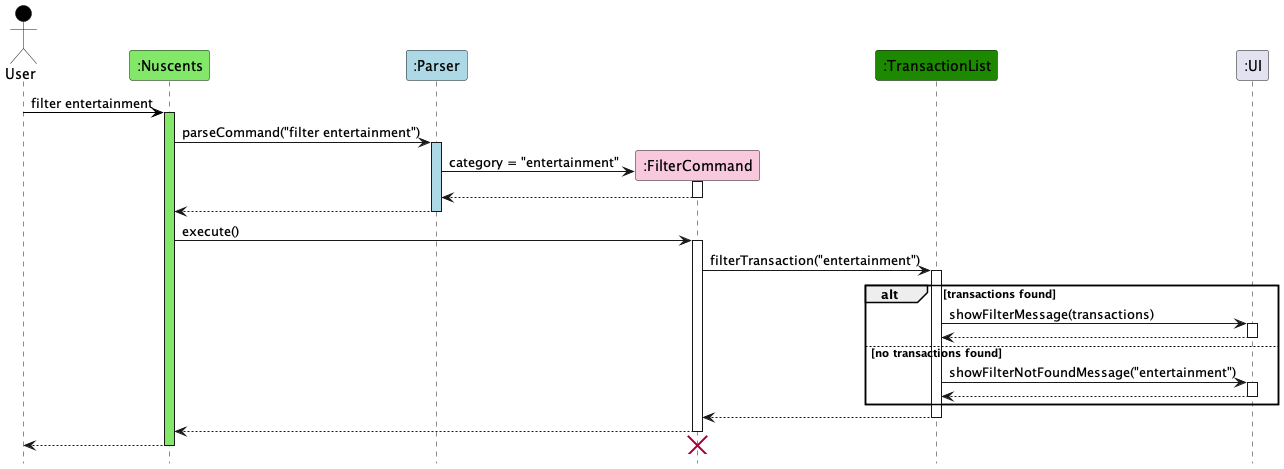 User
:Nuscents
:Parser
:TransactionList
:UI
filter entertainment
parseCommand("filter entertainment")
category = "entertainment"
:FilterCommand
execute()
filterTransaction("entertainment")
alt
[transactions found]
showFilterMessage(transactions)
[no transactions found]
showFilterNotFoundMessage("entertainment")